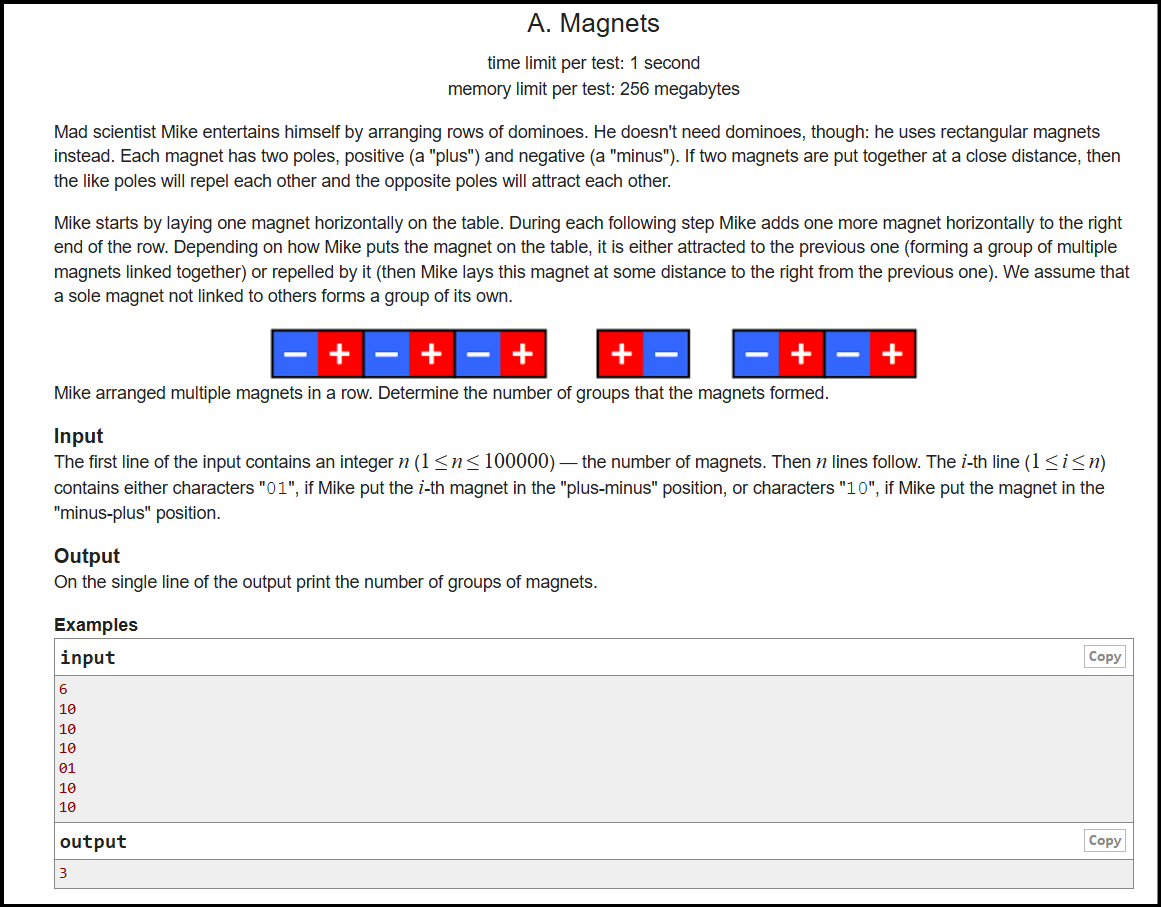 A. Magnets
time limit per test: 1 second
memory limit per test: 256 megabytes
Mad scientist Mike entertains himself by arranging rows of dominoes. He doesn't need dominoes, though: he uses rectangular magnets
instead. Each magnet has two poles, positive (a "plus") and negative (a "minus"). If two magnets are put together at a close distance, then
the like poles will repel each other and the opposite poles will attract each other.
Mike starts by laying one magnet horizontally on the table. During each following step Mike adds one more magnet horizontally to the right
end of the row. Depending on how Mike puts the magnet on the table, it is either attracted to the previous one (forming a group of multiple
magnets linked together) or repelled by it (then Mike lays this magnet at some distance to the right from the previous one). We assume that
a sole magnet not linked to others forms a group of its own.
− + − + − + + − − + − +
Mike arranged multiple magnets in a row. Determine the number of groups that the magnets formed.
Input
The first line of the input contains an integer n (1 ≤ n ≤ 100000) — the number of magnets. Then n lines follow. The i-th line (1 ≤ i ≤ n)
contains either characters "01", if Mike put the i-th magnet in the "plus-minus" position, or characters "10", if Mike put the magnet in the
"minus-plus" position.
Output
On the single line of the output print the number of groups of magnets.
Examples
input Copy
6
10
10
10
01
10
10
output Copy
3